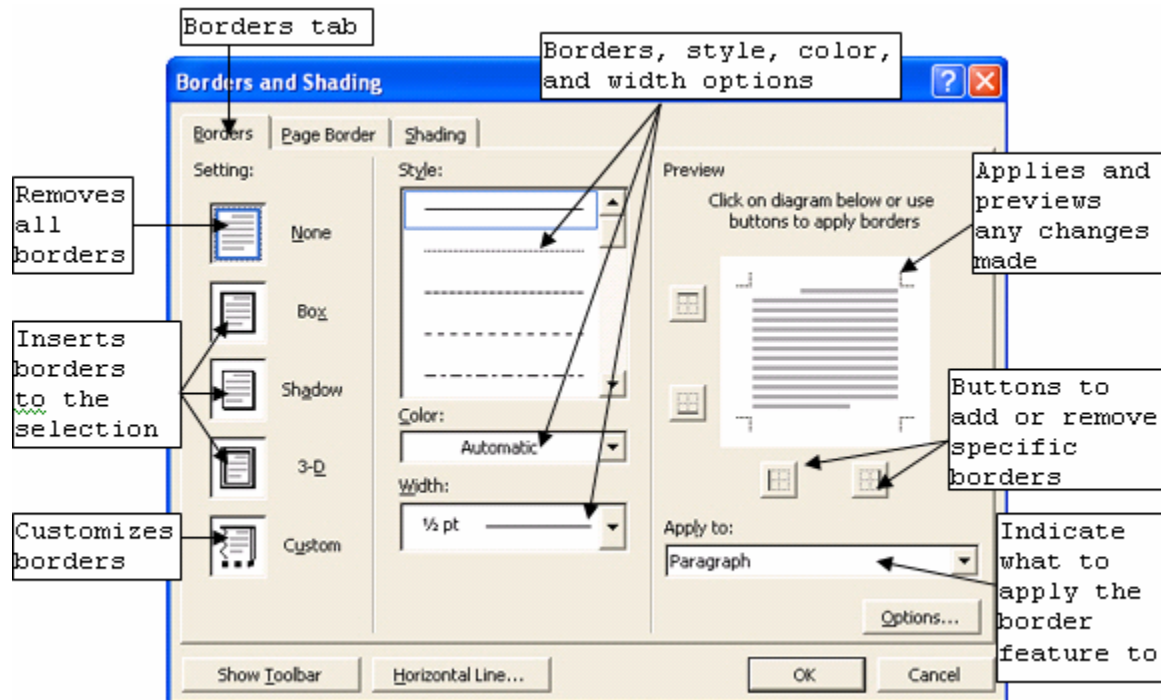 Borders tab
Borders, style, color,
and width options
Borders and Shading
Borders
Page Border
Shading
Setting:
None
Box
Shadow
3-D
Custom
Removes
all
borders
Inserts
borders
to the
selection
Customizes
borders
Style:
Color:
Automatic
Width:
½ pt
Preview
Click on diagram below or use
buttons to apply borders
Applies and
previews
any changes
made
Buttons to
add or remove
specific
borders
Apply to:
Paragraph
Indicate
what to
apply the
border
feature to
Options...
Show Toolbar
Horizontal Line...
OK
Cancel